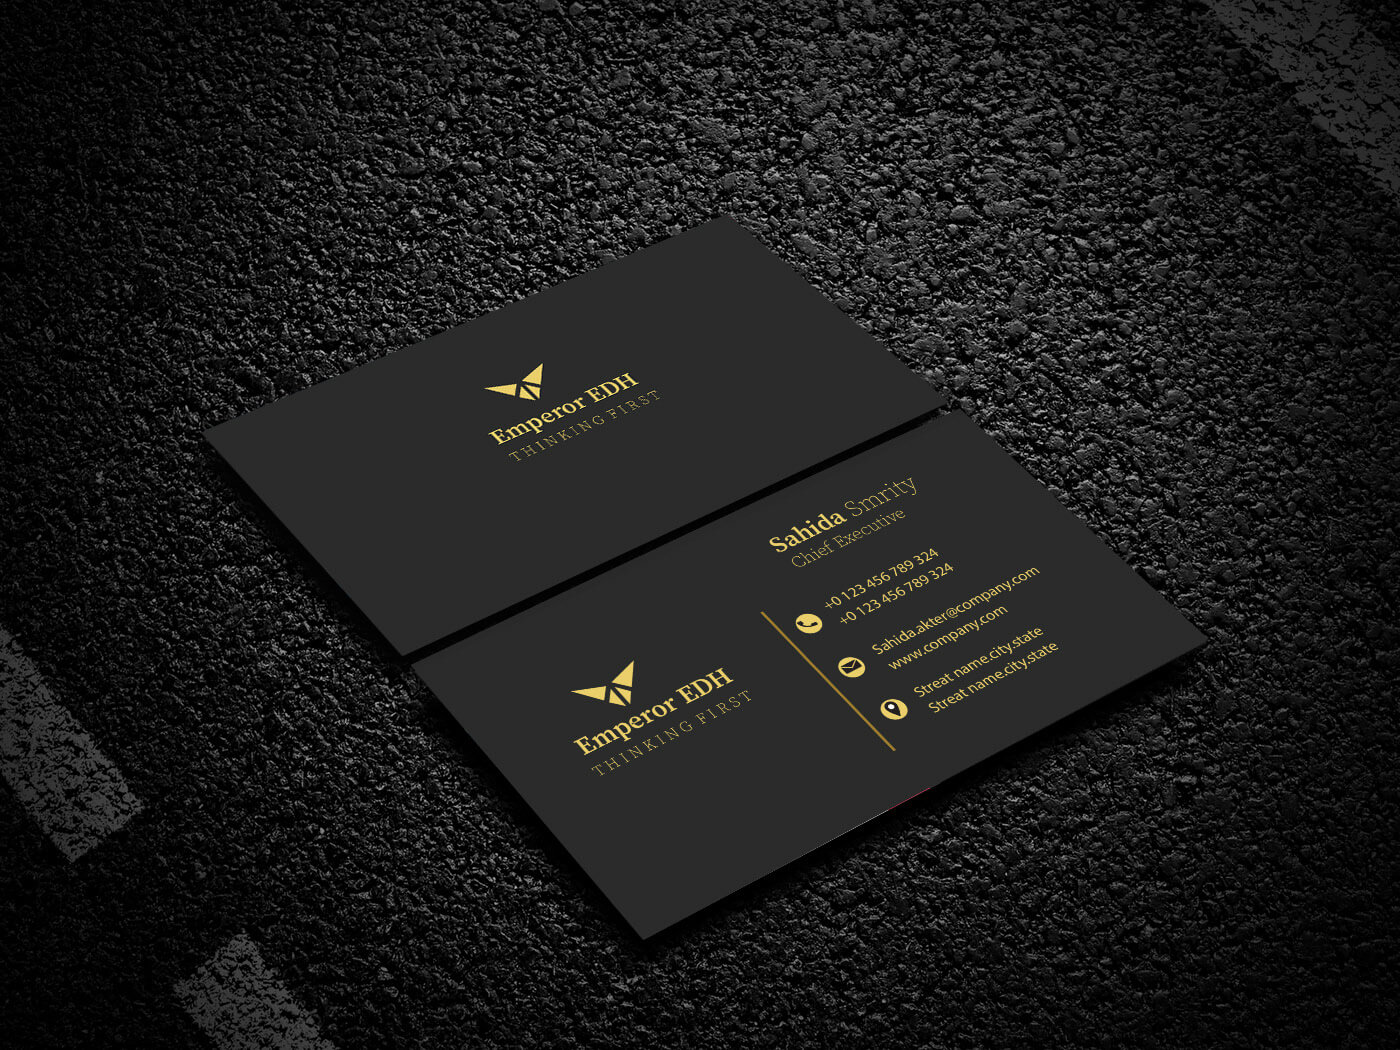 Emperor EDH
THINKING FIRST
Sahida Smrity
Chief Executive
+0 123 456 789 324
+0 123 456 789 324
Sahida.akter@company.com
www.company.com
Streat name.city.state
Streat name.city.state
Emperor EDH
THINKING FIRST